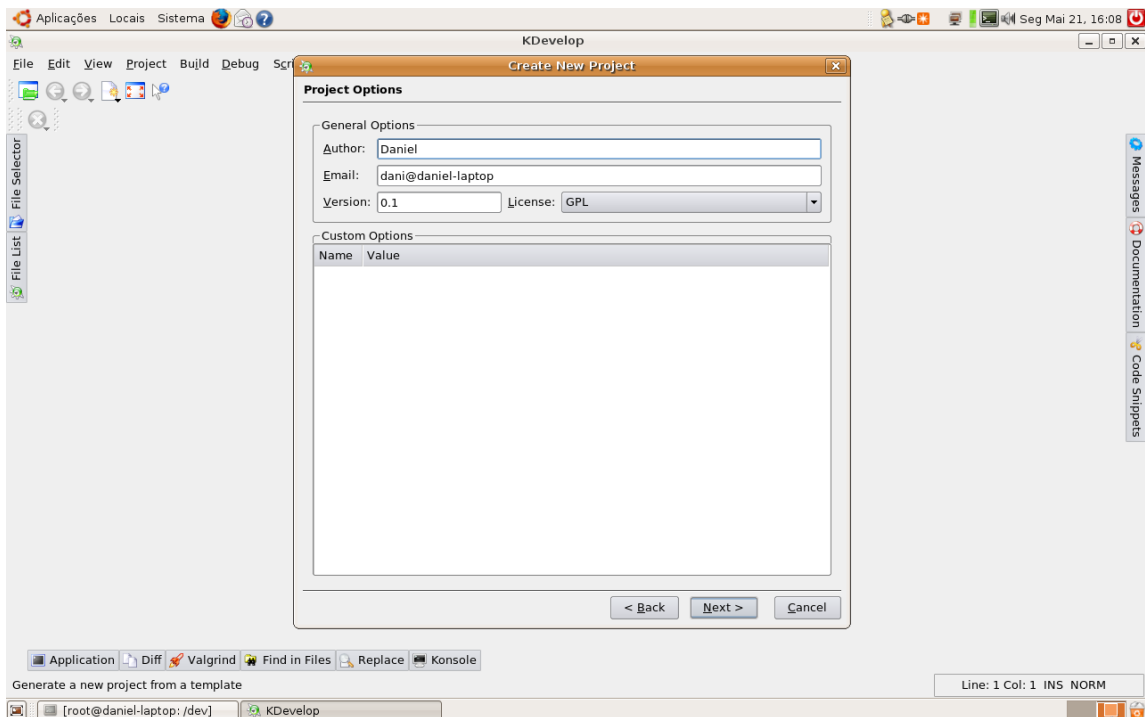 Aplicações Locais Sistema Seg Mai 21, 16:08
KDevelop
File Edit View Project Build Debug Scri
Create New Project
Project Options
General Options
Author: Daniel
Email: dani@daniel-laptop
Version: 0.1 License: GPL
Custom Options
Name Value
< Back Next > Cancel
File Selector
File List
Messages
Documentation
Code Snippets
Application Diff Valgrind Find in Files Replace Konsole
Generate a new project from a template Line: 1 Col: 1 INS NORM
[root@daniel-laptop: /dev] KDevelop